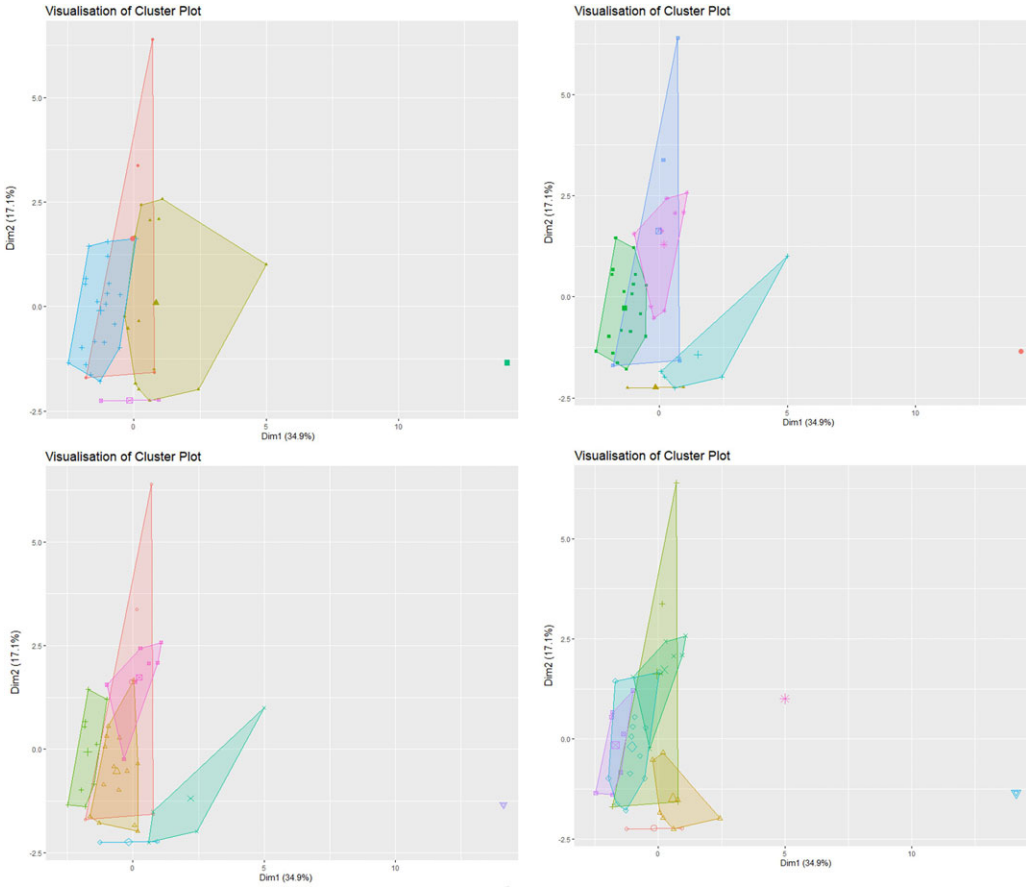 Visualisation of Cluster Plot
5.0
2.5
0.0
-2.5
Dim2 (17.1%)
0
5
10
Dim1 (34.9%)
Visualisation of Cluster Plot
5.0
2.5
0.0
-2.5
Dim2 (17.1%)
0
5
10
Dim1 (34.9%)
Visualisation of Cluster Plot
5.0
2.5
0.0
-2.5
Dim2 (17.1%)
0
5
10
Dim1 (34.9%)
Visualisation of Cluster Plot
5.0
2.5
0.0
-2.5
Dim2 (17.1%)
0
5
10
Dim1 (34.9%)